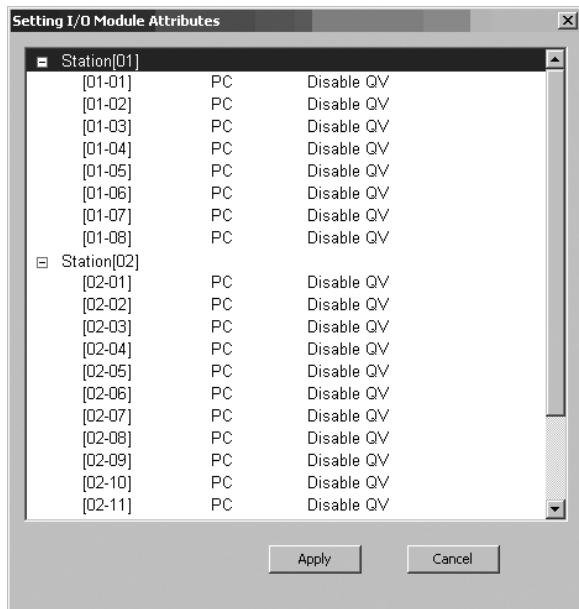 Setting I/O Module Attributes
Station[01]
[01-01] PC Disable QV
[01-02] PC Disable QV
[01-03] PC Disable QV
[01-04] PC Disable QV
[01-05] PC Disable QV
[01-06] PC Disable QV
[01-07] PC Disable QV
[01-08] PC Disable QV
Station[02]
[02-01] PC Disable QV
[02-02] PC Disable QV
[02-03] PC Disable QV
[02-04] PC Disable QV
[02-05] PC Disable QV
[02-06] PC Disable QV
[02-07] PC Disable QV
[02-08] PC Disable QV
[02-09] PC Disable QV
[02-10] PC Disable QV
[02-11] PC Disable QV
Apply Cancel